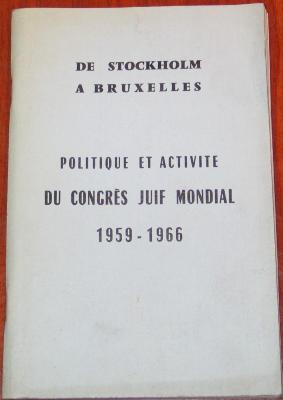 DE STOCKHOLM
A BRUXELLES
POLITIQUE ET ACTIVITE
DU CONGRÈS JUIF MONDIAL
1959-1966